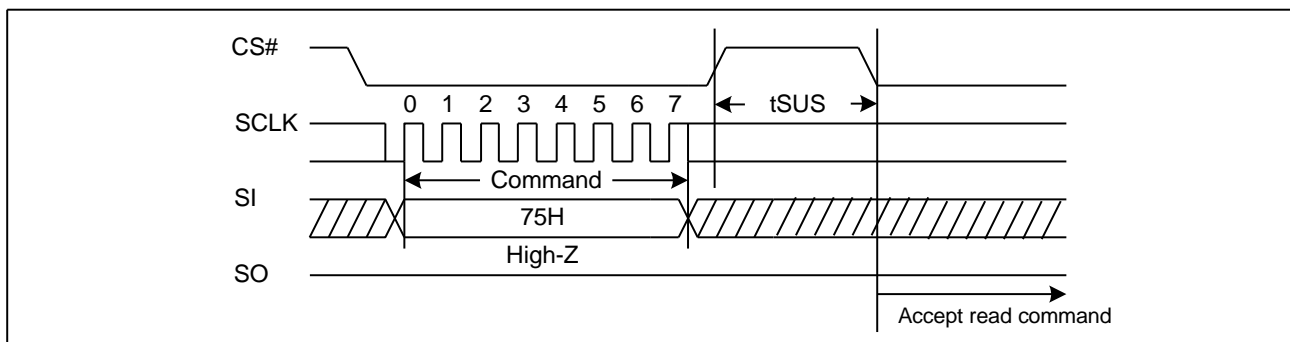 CS#
tSUS
0 1 2 3 4 5 6 7
SCLK
Command
SI
75H
High-Z
SO
Accept read command